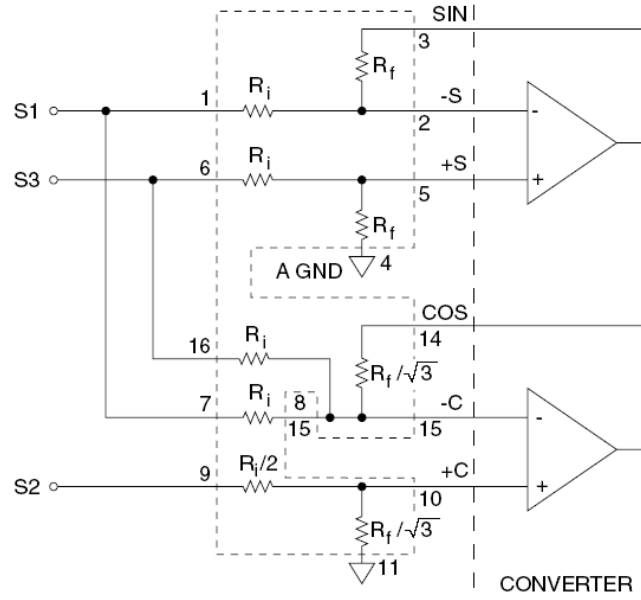 SIN
3
R_f
S1
1
R_i
-S
2
-
S3
6
R_i
+S
5
+
R_f
A GND
4
COS
14
16
R_i
R_f/√3
7
R_i
8
15
-C
15
-
S2
9
R_i/2
+C
10
+
R_f/√3
11
CONVERTER